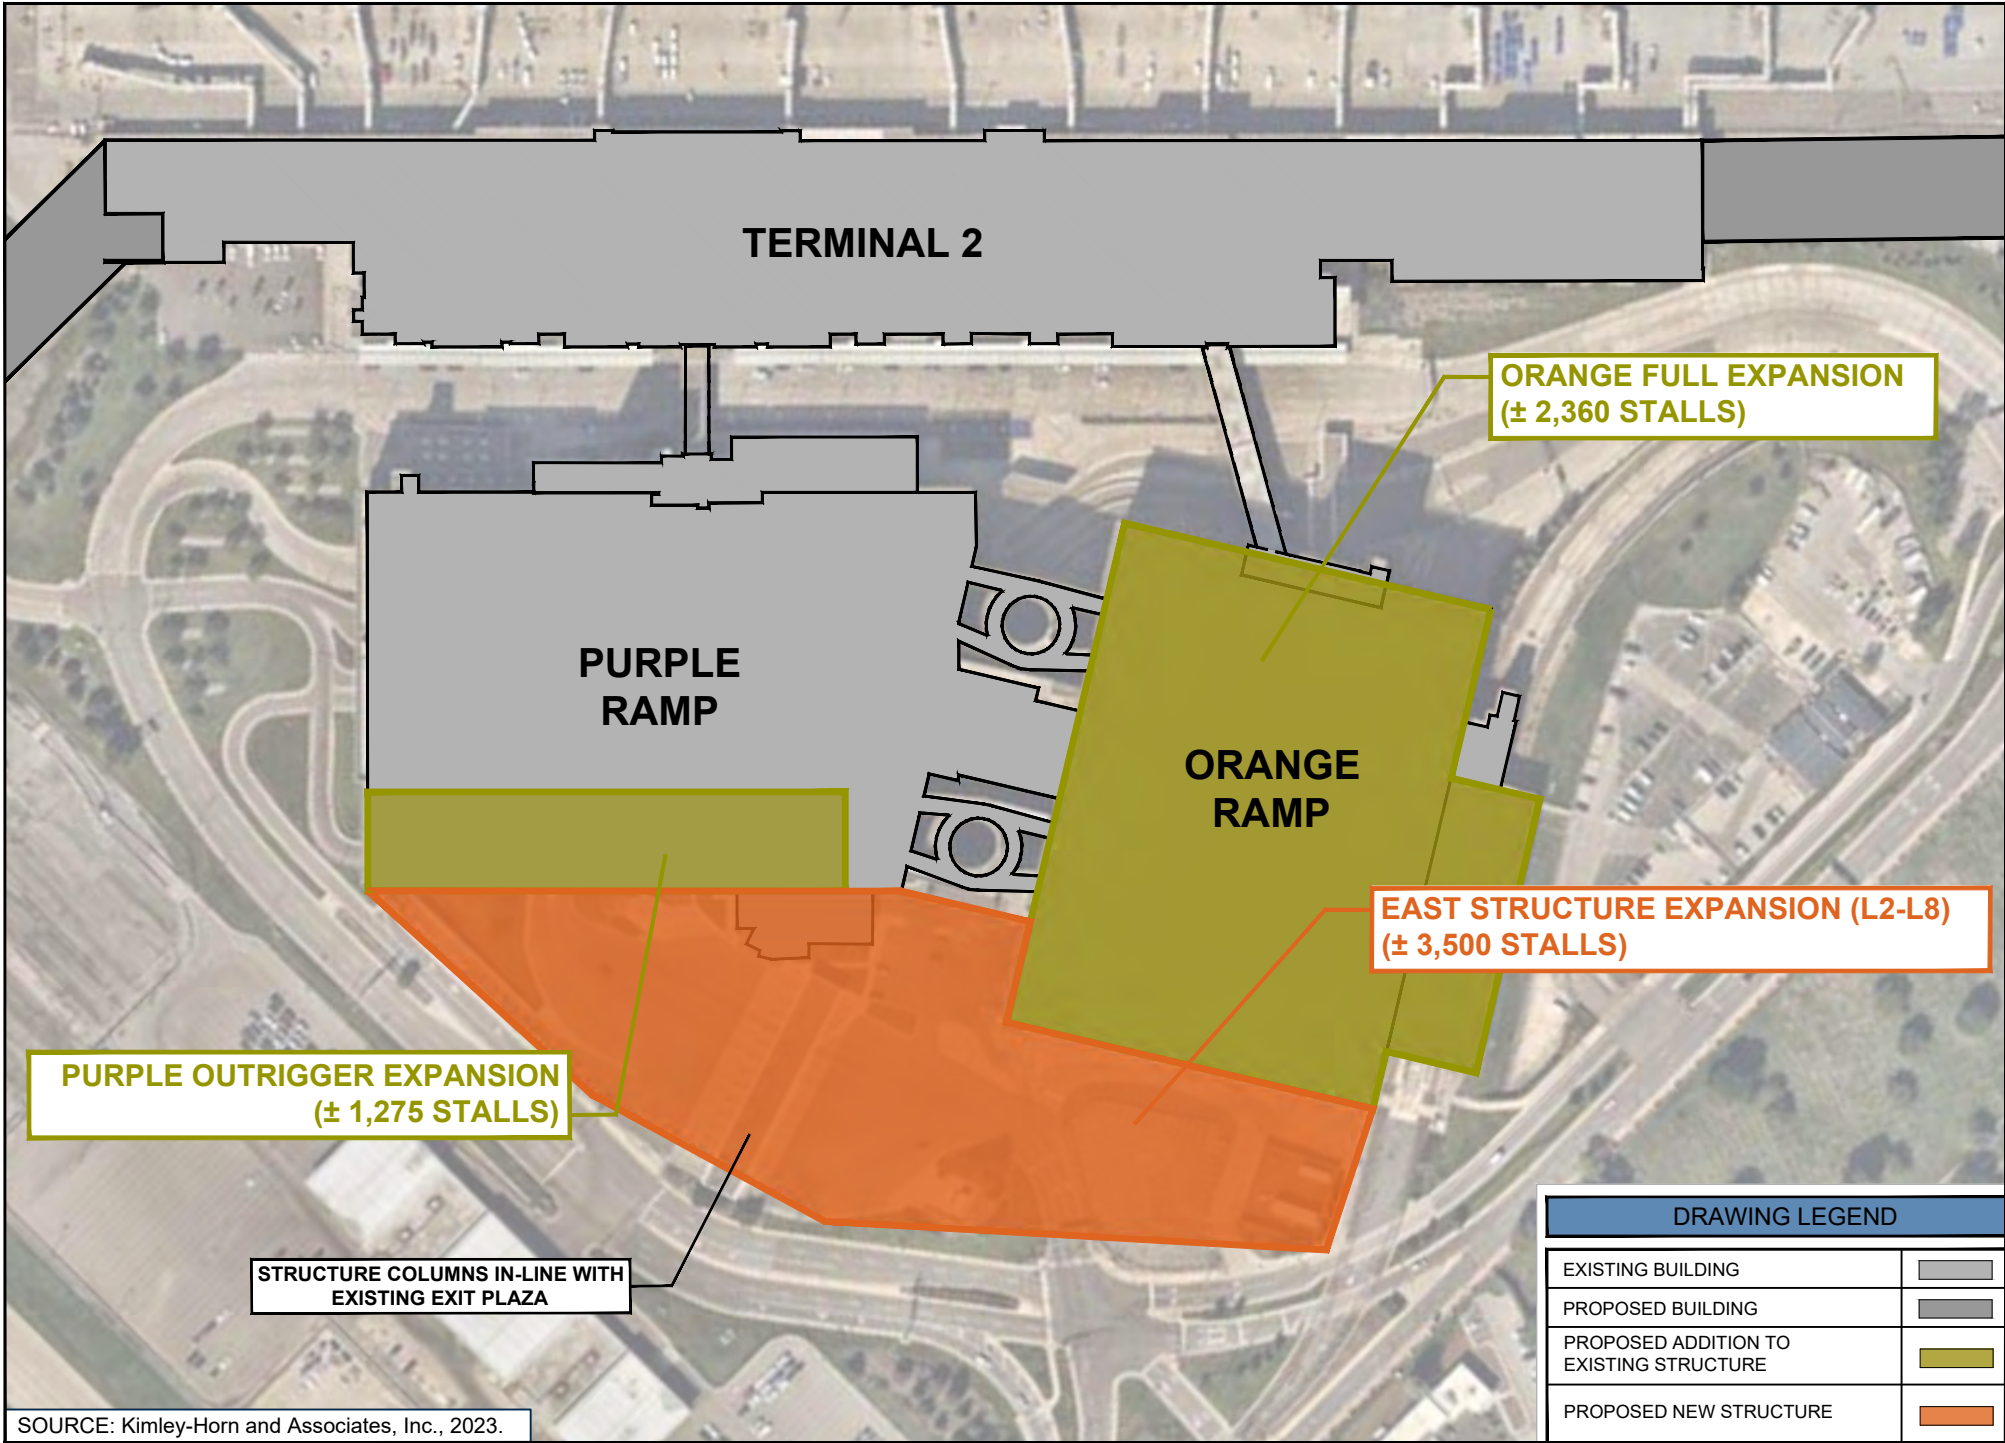 TERMINAL 2
ORANGE FULL EXPANSION
(± 2,360 STALLS)
PURPLE
RAMP
ORANGE
RAMP
EAST STRUCTURE EXPANSION (L2-L8)
(± 3,500 STALLS)
PURPLE OUTRIGGER EXPANSION
(± 1,275 STALLS)
STRUCTURE COLUMNS IN-LINE WITH
EXISTING EXIT PLAZA
DRAWING LEGEND
EXISTING BUILDING
PROPOSED BUILDING
PROPOSED ADDITION TO
EXISTING STRUCTURE
PROPOSED NEW STRUCTURE
SOURCE: Kimley-Horn and Associates, Inc., 2023.